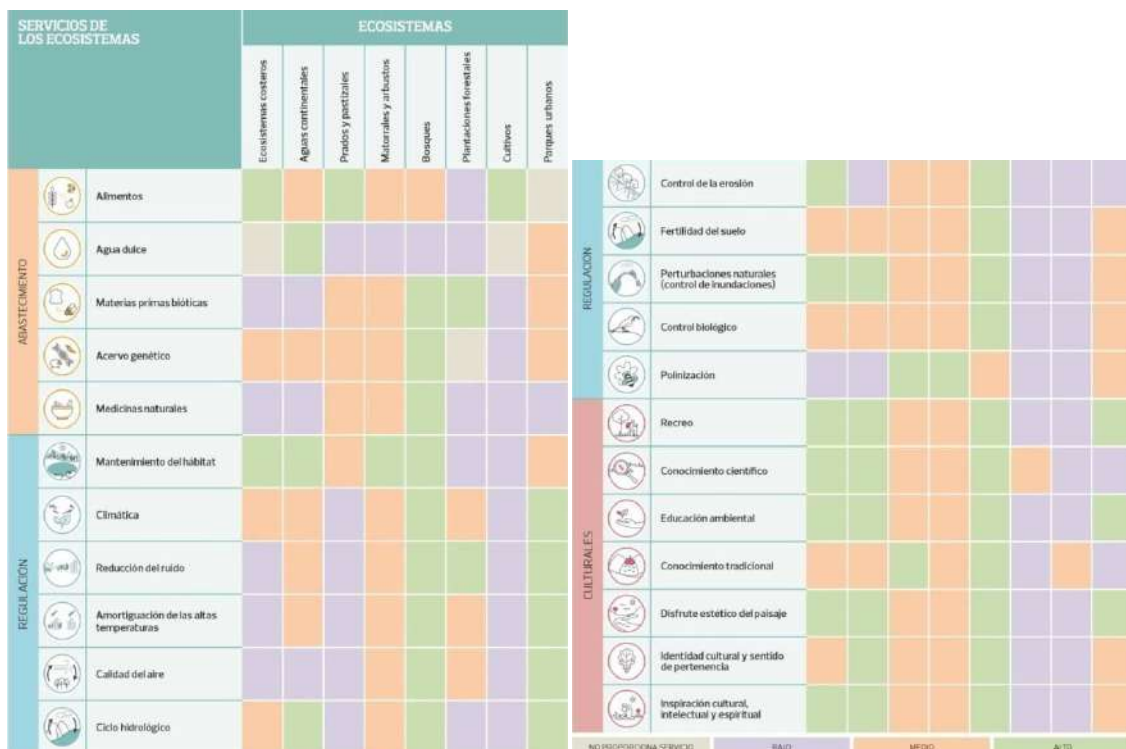 SERVICIOS DE
LOS ECOSISTEMAS
ECOSISTEMAS
Ecosistemas costeros
Aguas continentales
Prados y pastizales
Matorrales y arbustos
Bosques
Plantaciones forestales
Cultivos
Parques urbanos
ABASTECIMIENTO
Alimentos
Agua dulce
Materias primas bióticas
Acervo genético
Medicinas naturales
REGULACIÓN
Mantenimiento del hábitat
Climática
Reducción del ruido
Amortiguación de las altas
temperaturas
Calidad del aire
Ciclo hidrológico
REGULACIÓN
Control de la erosión
Fertilidad del suelo
Perturbaciones naturales
(control de inundaciones)
Control biológico
Polinización
CULTURALES
Recreo
Conocimiento científico
Educación ambiental
Conocimiento tradicional
Disfrute estético del paisaje
Identidad cultural y sentido
de pertenencia
Inspiración cultural,
intelectual y espiritual
NO PROPORCIONA SERVICIO
BAJO
MEDIO
ALTO